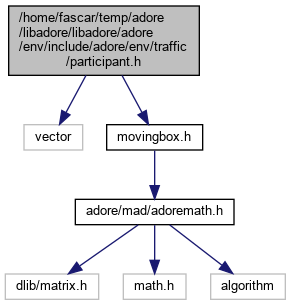 /home/fascar/temp/adore
/libadore/libadore/adore
/env/include/adore/env/traffic
/participant.h
vector
movingbox.h
adore/mad/adoremath.h
dlib/matrix.h
math.h
algorithm